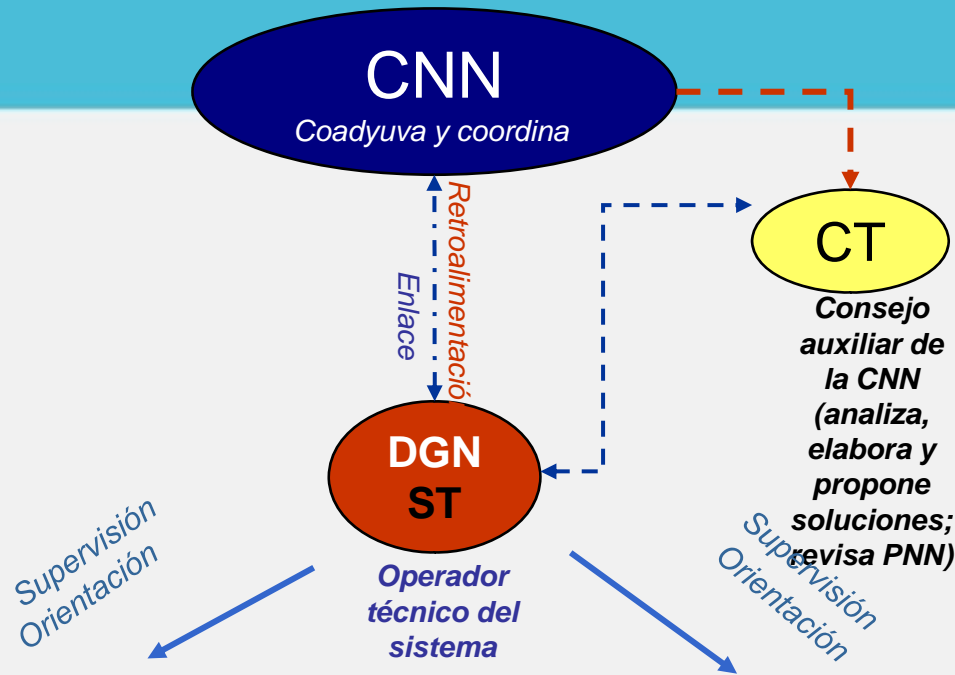 CNN
Coadyuva y coordina
Retroalimentació
Enlace
CT
Consejo
auxiliar de
la CNN
(analiza,
elabora y
propone
soluciones;
revisa PNN)
DGN
ST
Operador
técnico del
sistema
Supervisión
Orientación
Supervisión
Orientación